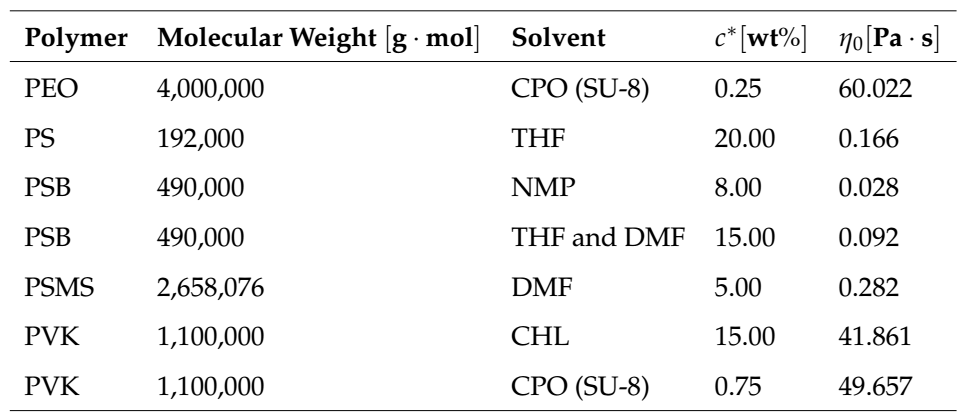 Polymer Molecular Weight [g · mol] Solvent c*[wt%] η0[Pa · s]
PEO 4,000,000 CPO (SU-8) 0.25 60.022
PS 192,000 THF 20.00 0.166
PSB 490,000 NMP 8.00 0.028
PSB 490,000 THF and DMF 15.00 0.092
PSMS 2,658,076 DMF 5.00 0.282
PVK 1,100,000 CHL 15.00 41.861
PVK 1,100,000 CPO (SU-8) 0.75 49.657